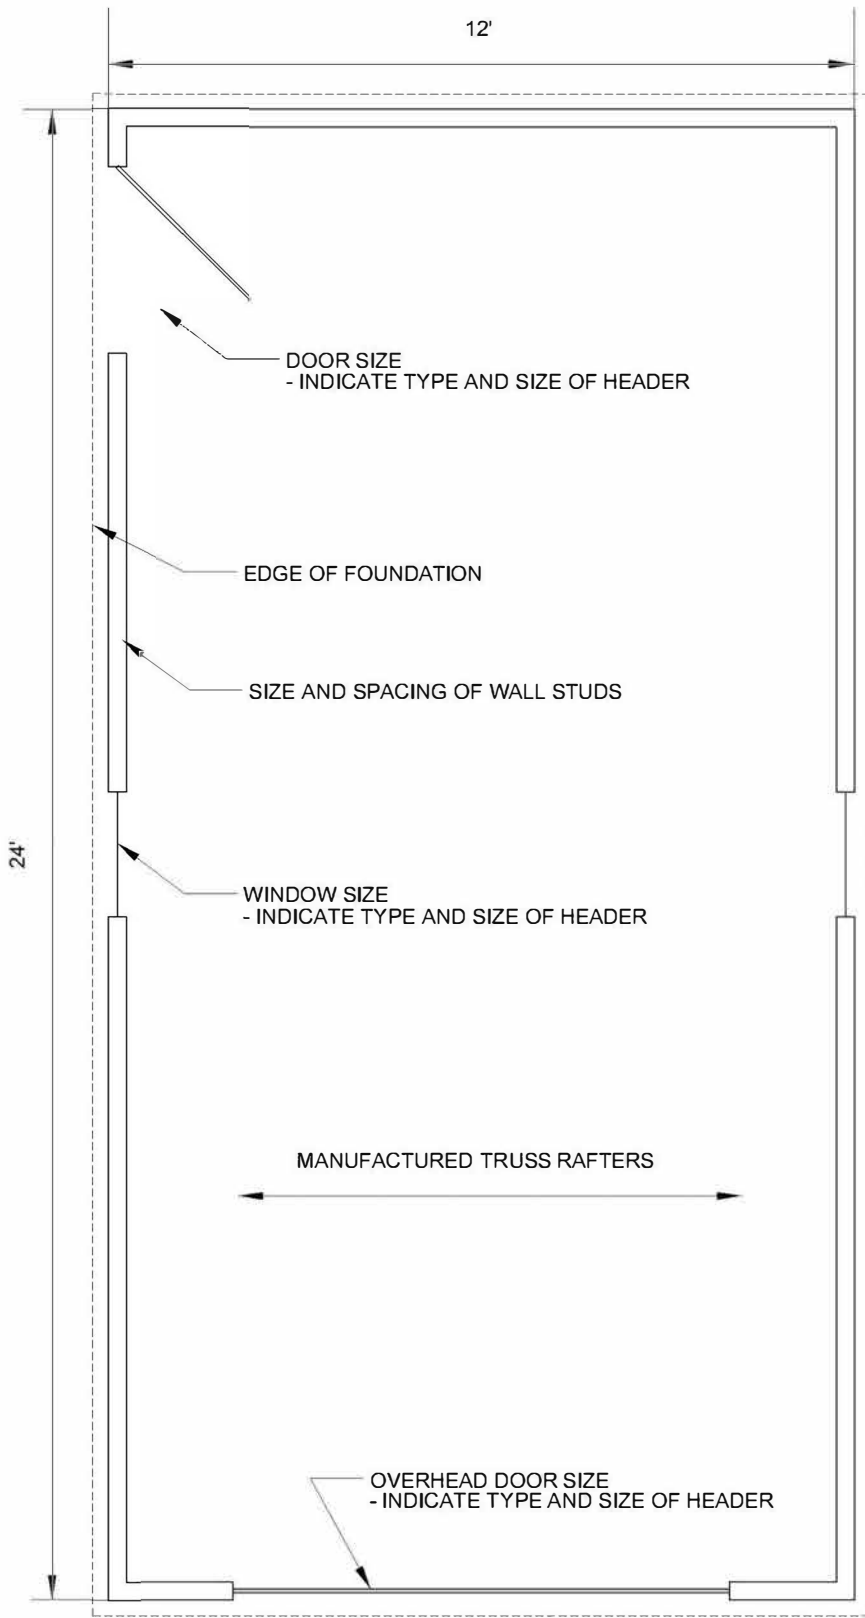 12'
DOOR SIZE
- INDICATE TYPE AND SIZE OF HEADER
EDGE OF FOUNDATION
SIZE AND SPACING OF WALL STUDS
24'
WINDOW SIZE
- INDICATE TYPE AND SIZE OF HEADER
MANUFACTURED TRUSS RAFTERS
OVERHEAD DOOR SIZE
- INDICATE TYPE AND SIZE OF HEADER